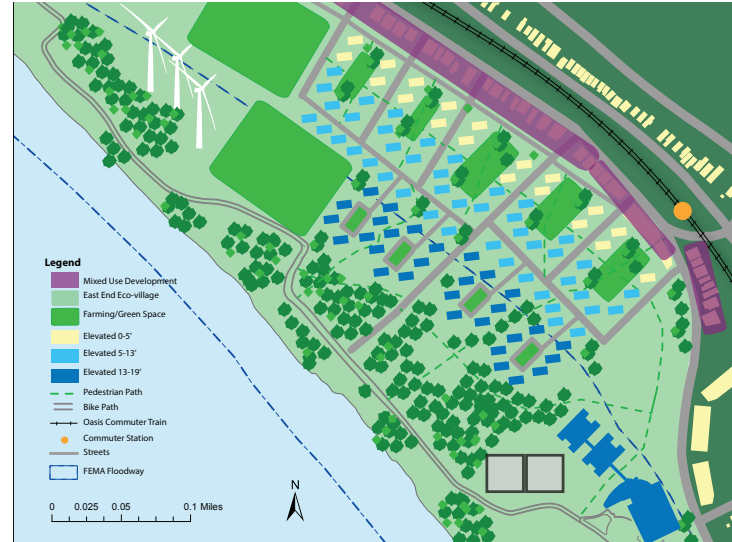 Legend
Mixed Use Development
East End Eco-village
Farming/Green Space
Elevated 0-5'
Elevated 5-13'
Elevated 13-19'
Pedestrian Path
Bike Path
Oasis Commuter Train
Commuter Station
Streets
FEMA Floodway
N
0 0.025 0.05 0.1 Miles